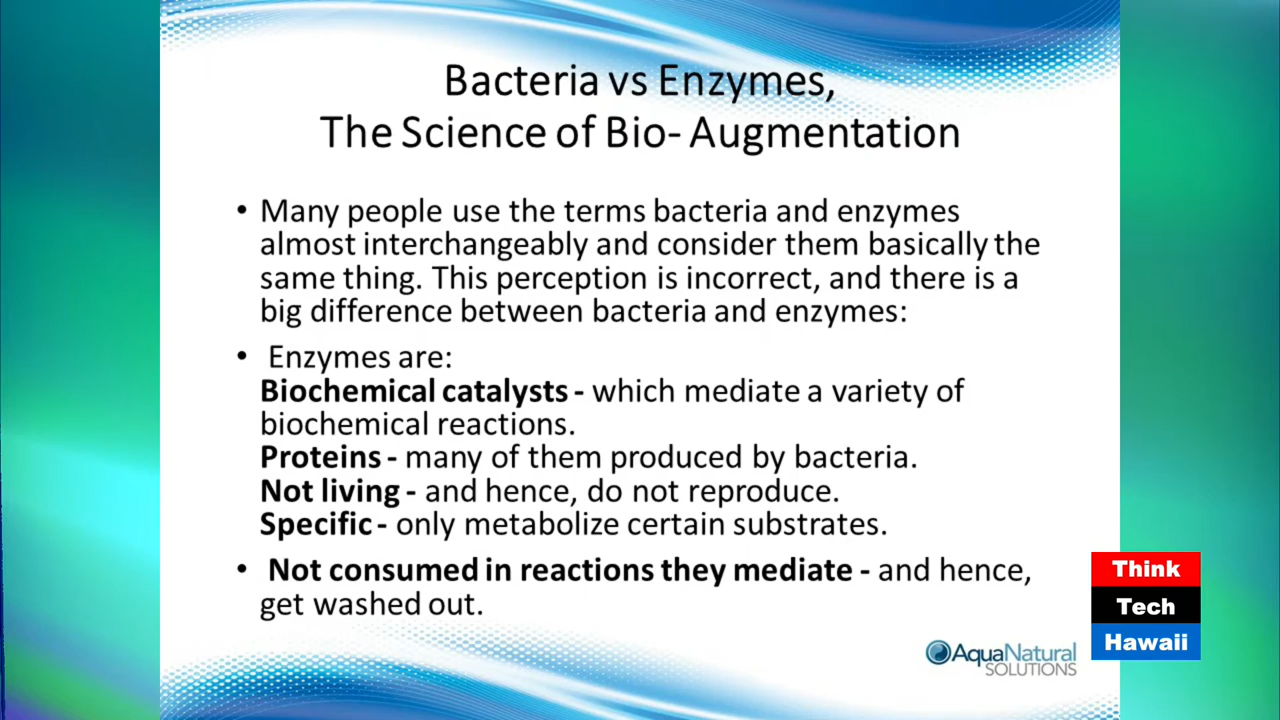 Bacteria vs Enzymes,
The Science of Bio- Augmentation
• Many people use the terms bacteria and enzymes
almost interchangeably and consider them basically the
same thing. This perception is incorrect, and there is a
big difference between bacteria and enzymes:
• Enzymes are:
Biochemical catalysts - which mediate a variety of
biochemical reactions.
Proteins - many of them produced by bacteria.
Not living - and hence, do not reproduce.
Specific - only metabolize certain substrates.
• Not consumed in reactions they mediate - and hence,
get washed out.
Think
Tech
Hawaii
AquaNatural
SOLUTIONS